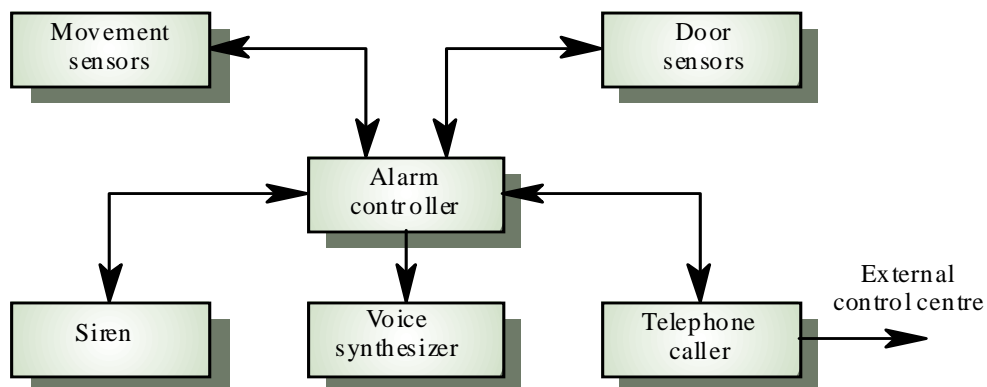 Movement
sensors
Door
sensors
Alarm
controller
Siren
Voice
synthesizer
Telephone
caller
External
control centre